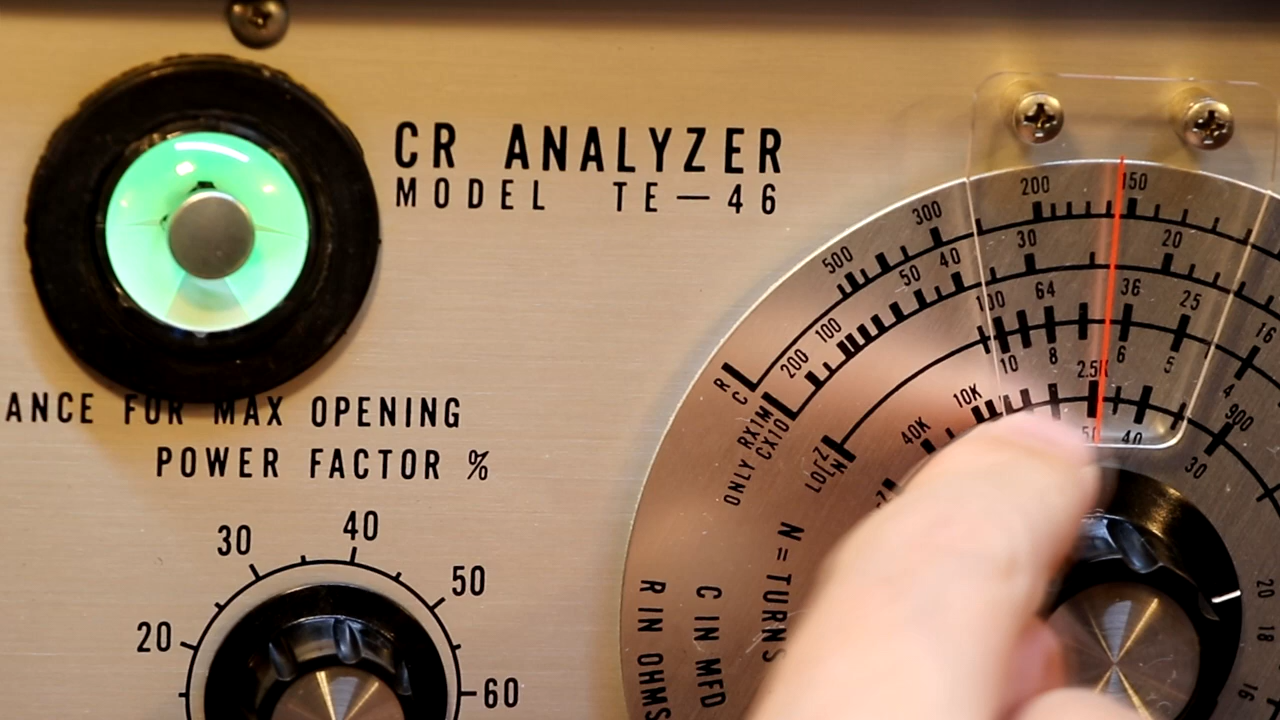 CR ANALYZER
MODEL TE-46
ANCE FOR MAX OPENING
POWER FACTOR %
20 30 40 50 60
500 300 200 150
200 100 50 40 30 20
100 64 36 25 16
10 8 6 5 4
10K 2.5K 900
40K 50 40 30
R
C
ONLY RX1M
CX10
N = TURNS
C IN MFD
R IN OHMS
20
18
16